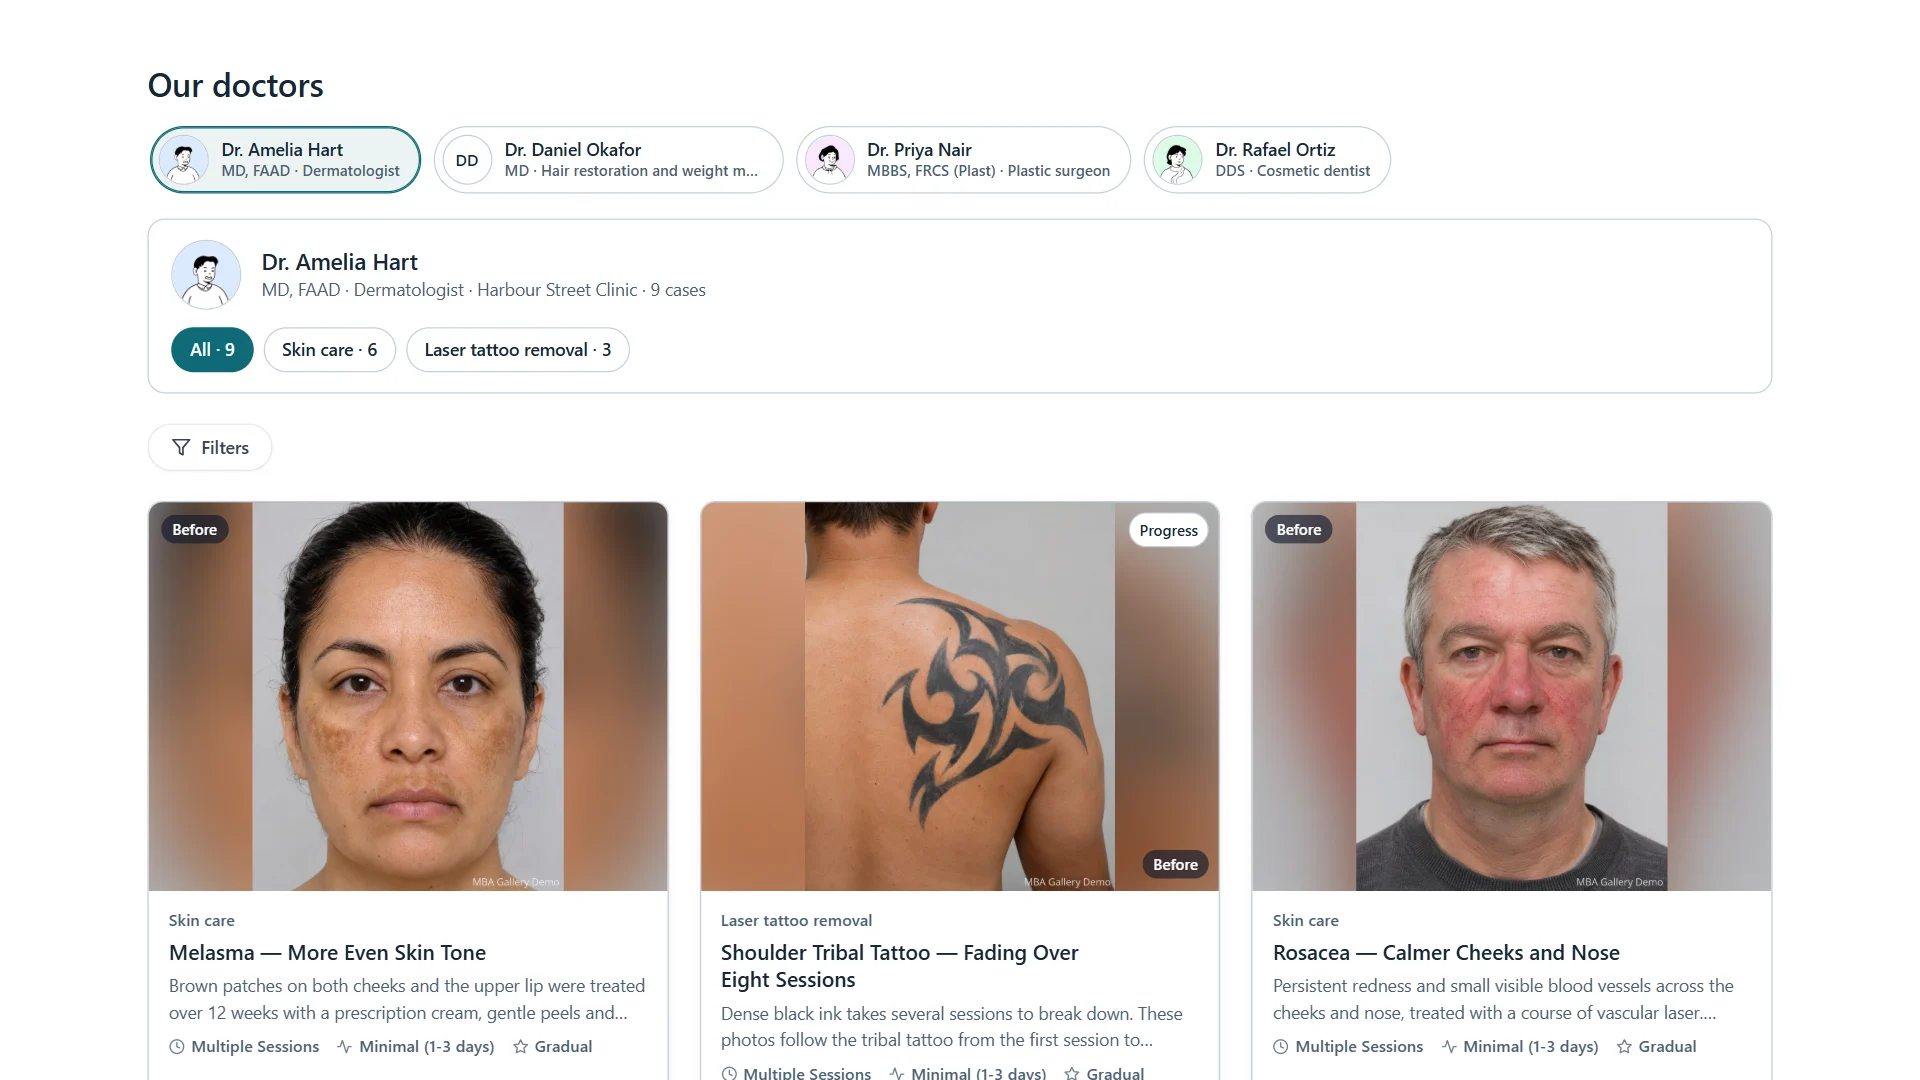 Our doctors
Dr. Amelia Hart
MD, FAAD · Dermatologist
DD
Dr. Daniel Okafor
MD · Hair restoration and weight m...
Dr. Priya Nair
MBBS, FRCS (Plast) · Plastic surgeon
Dr. Rafael Ortiz
DDS · Cosmetic dentist
Dr. Amelia Hart
MD, FAAD · Dermatologist · Harbour Street Clinic · 9 cases
All · 9
Skin care · 6
Laser tattoo removal · 3
Filters
Before
MBA Gallery Demo
Skin care
Melasma — More Even Skin Tone
Brown patches on both cheeks and the upper lip were treated
over 12 weeks with a prescription cream, gentle peels and...
Multiple Sessions
Minimal (1-3 days)
Gradual
Progress
Before
MBA Gallery Demo
Laser tattoo removal
Shoulder Tribal Tattoo — Fading Over
Eight Sessions
Dense black ink takes several sessions to break down. These
photos follow the tribal tattoo from the first session to...
Multiple Sessions
Minimal (1-3 days)
Gradual
Before
MBA Gallery Demo
Skin care
Rosacea — Calmer Cheeks and Nose
Persistent redness and small visible blood vessels across the
cheeks and nose, treated with a course of vascular laser....
Multiple Sessions
Minimal (1-3 days)
Gradual